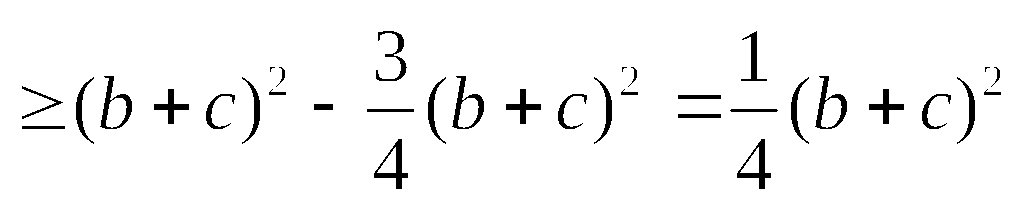 ≥(b + c)² - 3/4(b + c)² = 1/4(b + c)²